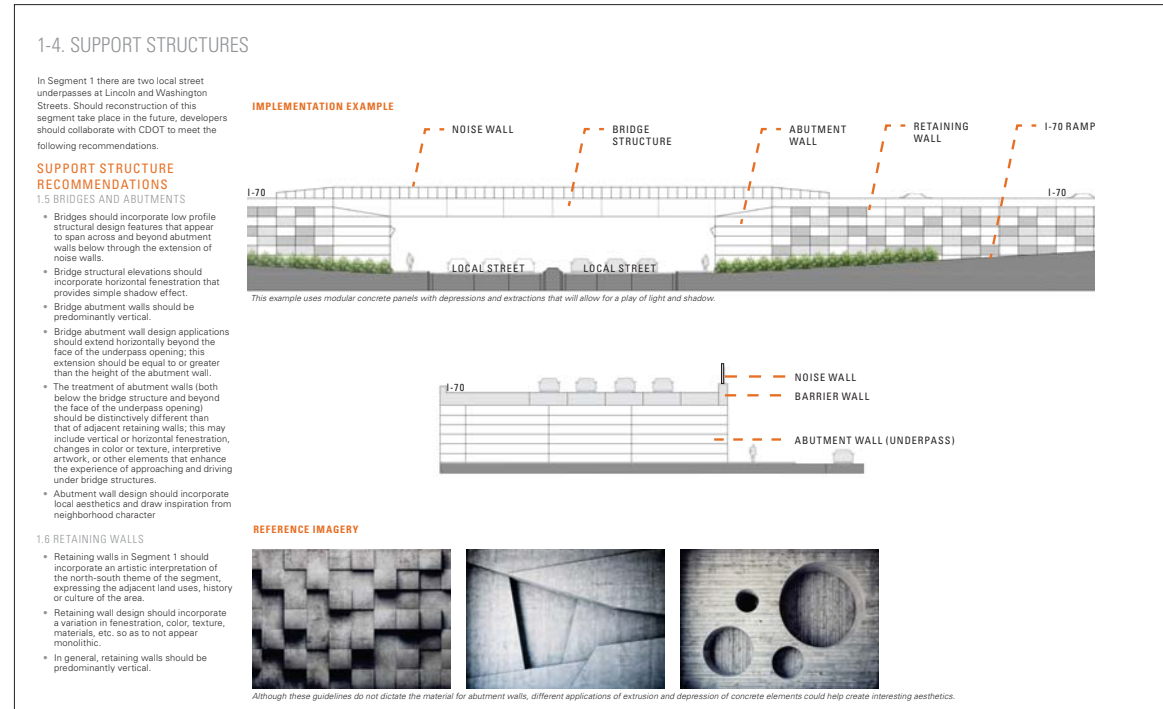 1-4. SUPPORT STRUCTURES
In Segment 1 there are two local street
underpasses at Lincoln and Washington
Streets. Should reconstruction of this
segment take place in the future, developers
should collaborate with CDOT to meet the
following recommendations.
SUPPORT STRUCTURE
RECOMMENDATIONS
1.5 BRIDGES AND ABUTMENTS
• Bridges should incorporate low profile
structural design features that appear
to span across and beyond abutment
walls below through the extension of
noise walls.
• Bridge structural elevations should
incorporate horizontal fenestration that
provides simple shadow effect.
• Bridge abutment walls should be
predominantly vertical.
• Bridge abutment wall design applications
should extend horizontally beyond the
face of the underpass opening; this
extension should be equal to or greater
than the height of the abutment wall.
• The treatment of abutment walls (both
below the bridge structure and beyond
the face of the underpass opening)
should be distinctively different than
that of adjacent retaining walls; this may
include vertical or horizontal fenestration,
changes in color or texture, interpretive
artwork, or other elements that enhance
the experience of approaching and driving
under bridge structures.
• Abutment wall design should incorporate
local aesthetics and draw inspiration from
neighborhood character
1.6 RETAINING WALLS
• Retaining walls in Segment 1 should
incorporate an artistic interpretation of
the north-south theme of the segment,
expressing the adjacent land uses, history
or culture of the area.
• Retaining wall design should incorporate
a variation in fenestration, color, texture,
materials, etc. so as to not appear
monolithic.
• In general, retaining walls should be
predominantly vertical.
IMPLEMENTATION EXAMPLE
NOISE WALL
BRIDGE
STRUCTURE
ABUTMENT
WALL
RETAINING
WALL
I-70 RAMP
I-70
I-70
LOCAL STREET
LOCAL STREET
This example uses modular concrete panels with depressions and extractions that will allow for a play of light and shadow.
I-70
NOISE WALL
BARRIER WALL
ABUTMENT WALL (UNDERPASS)
REFERENCE IMAGERY
Although these guidelines do not dictate the material for abutment walls, different applications of extrusion and depression of concrete elements could help create interesting aesthetics.